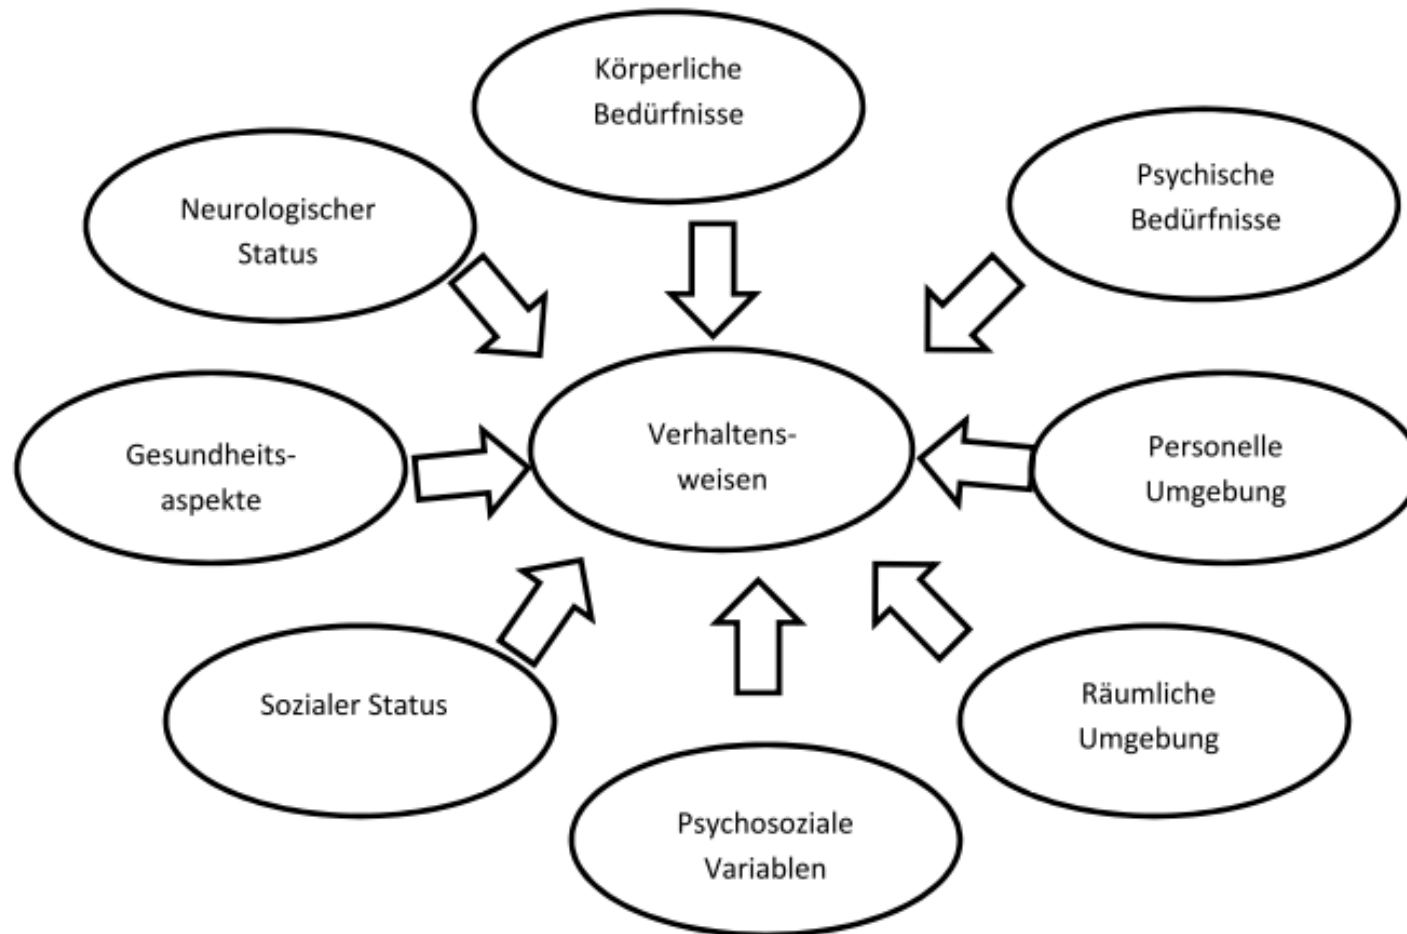 Körperliche
Bedürfnisse
Psychische
Bedürfnisse
Neurologischer
Status
Verhaltens-
weisen
Gesundheits-
aspekte
Personelle
Umgebung
Sozialer Status
Räumliche
Umgebung
Psychosoziale
Variablen